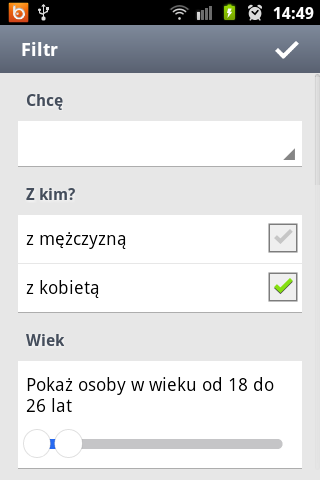 14:49
Filtr
Chcę
Z kim?
z mężczyzną
z kobietą
Wiek
Pokaż osoby w wieku od 18 do
26 lat